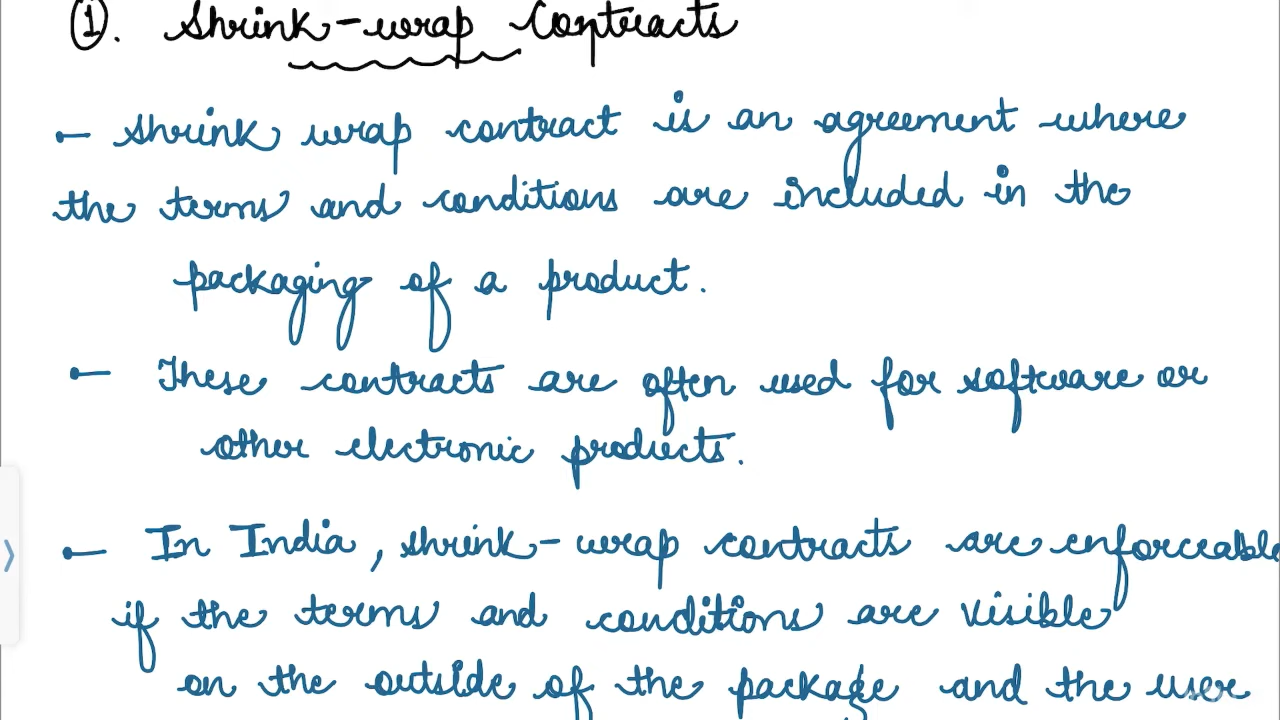 ①. Shrink-wrap Contracts
- Shrink wrap contract is an agreement where
the terms and conditions are included in the
packaging of a product.
- These contracts are often used for software or
other electronic products.
- In India, shrink-wrap contracts are enforceable
if the terms and conditions are visible
on the outside of the package and the user